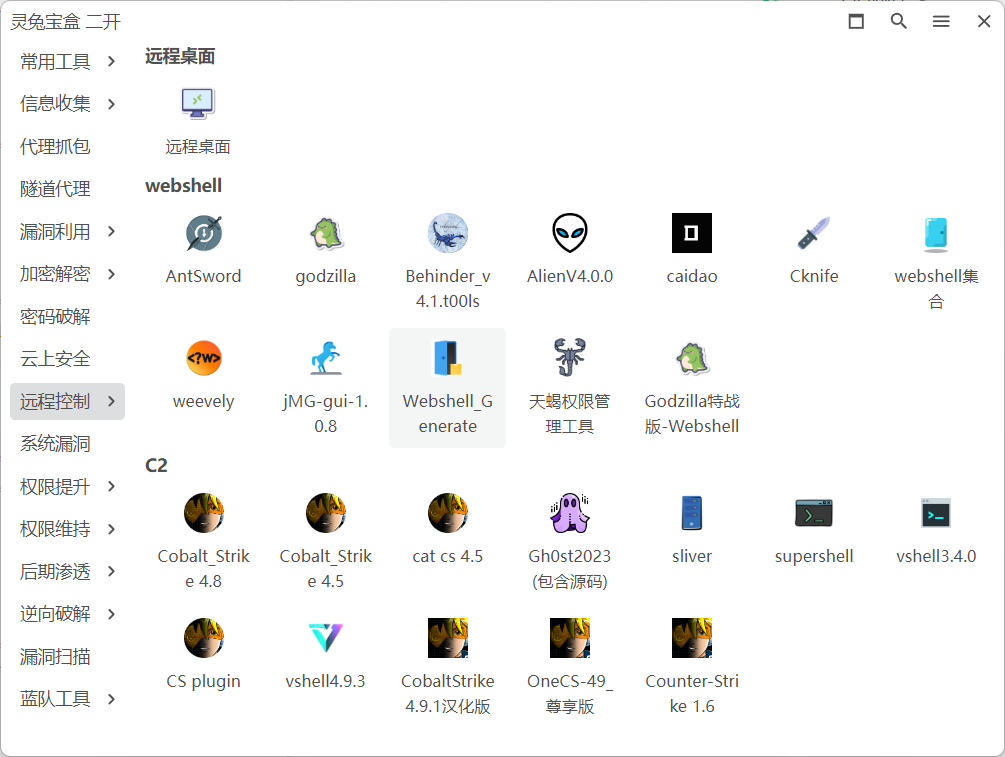 灵兔宝盒 二开
常用工具
信息收集
代理抓包
隧道代理
漏洞利用
加密解密
密码破解
云上安全
远程控制
系统漏洞
权限提升
权限维持
后期渗透
逆向破解
漏洞扫描
蓝队工具
远程桌面
远程桌面
webshell
AntSword
godzilla
Behinder_v
4.1.t00ls
AlienV4.0.0
caidao
Cknife
webshell集
合
weevely
jMG-gui-1.
0.8
Webshell_G
enerate
天蝎权限管
理工具
Godzilla特战
版-Webshell
C2
Cobalt_Strik
e 4.8
Cobalt_Strik
e 4.5
cat cs 4.5
Gh0st2023
(包含源码)
sliver
supershell
vshell3.4.0
CS plugin
vshell4.9.3
CobaltStrike
4.9.1汉化版
OneCS-49_
尊享版
Counter-Stri
ke 1.6